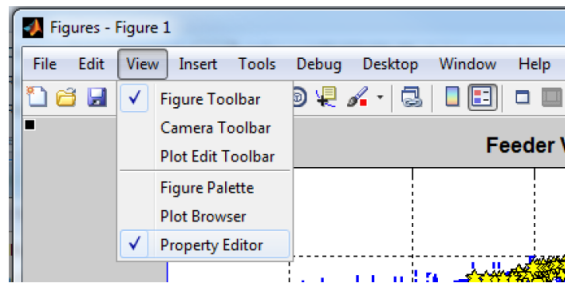 Figures - Figure 1
File Edit View Insert Tools Debug Desktop Window Help
Figure Toolbar
Camera Toolbar
Plot Edit Toolbar
Feeder
Figure Palette
Plot Browser
Property Editor